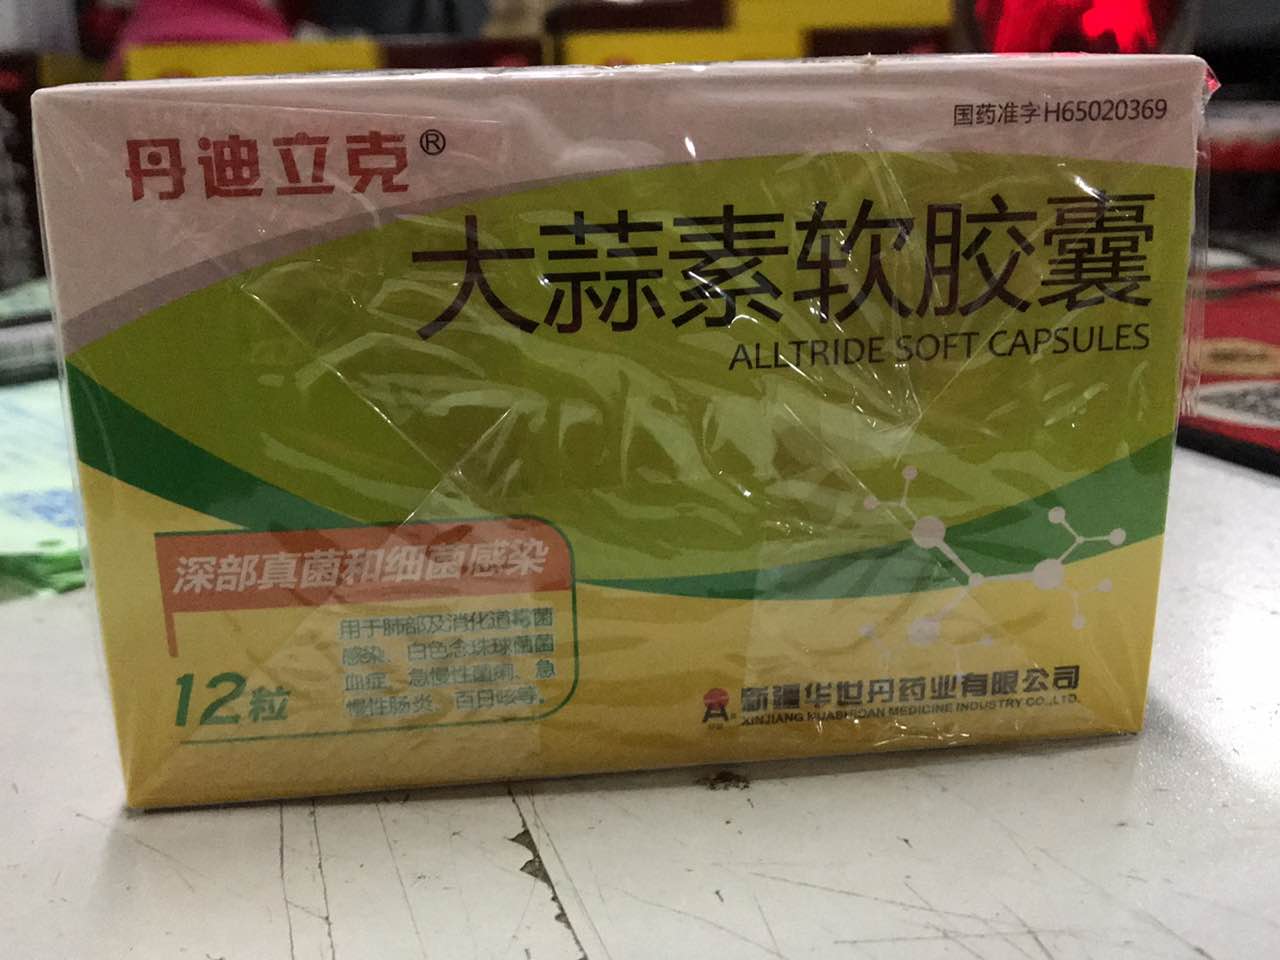 国药准字H65020369
丹迪立克®
大蒜素软胶囊
ALLTRIDE SOFT CAPSULES
深部真菌和细菌感染
用于肺部及消化道霉菌
感染、白色念珠球菌菌
血症、急慢性菌痢、急
慢性肠炎、百日咳等。
12粒
新疆华世丹药业有限公司
XINJIANG HUASHIDAN MEDICINE INDUSTRY CO.,LTD.